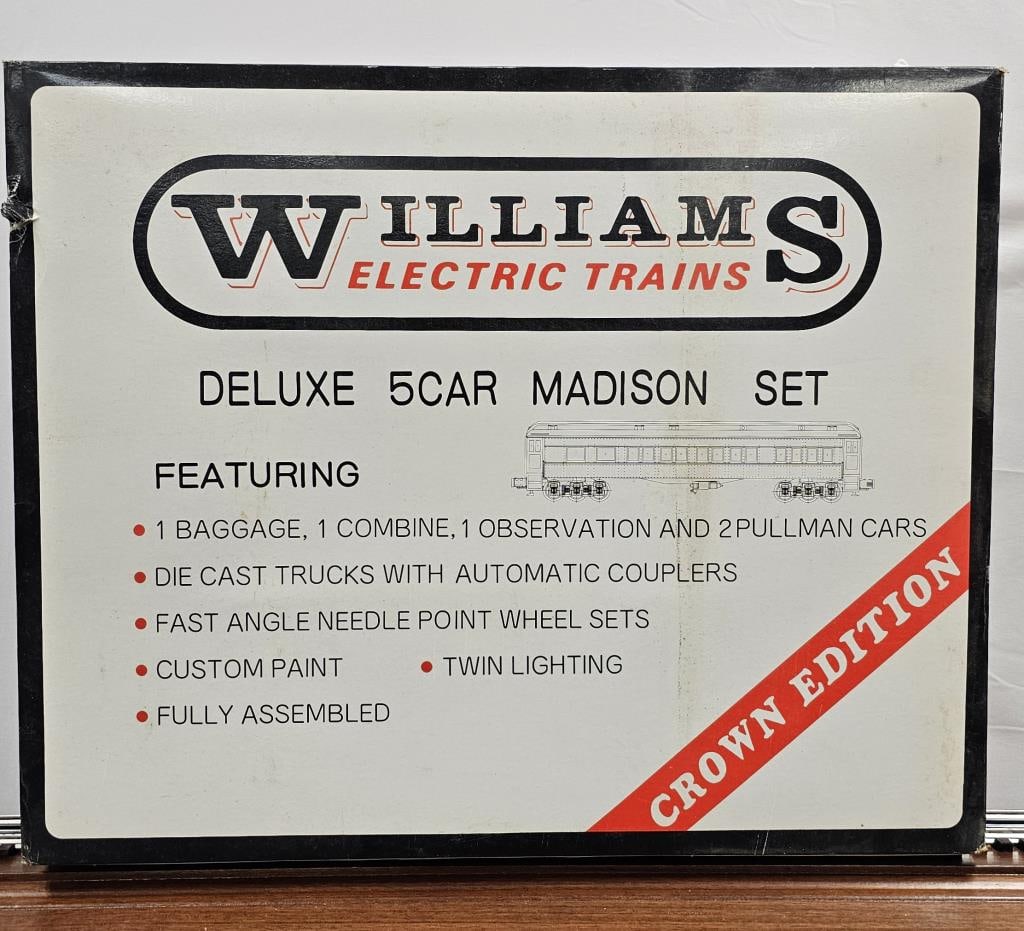 WILLIAMS
ELECTRIC TRAINS
DELUXE 5CAR MADISON SET
FEATURING
• 1 BAGGAGE, 1 COMBINE, 1 OBSERVATION AND 2 PULLMAN CARS
• DIE CAST TRUCKS WITH AUTOMATIC COUPLERS
• FAST ANGLE NEEDLE POINT WHEEL SETS
• CUSTOM PAINT • TWIN LIGHTING
• FULLY ASSEMBLED
CROWN EDITION